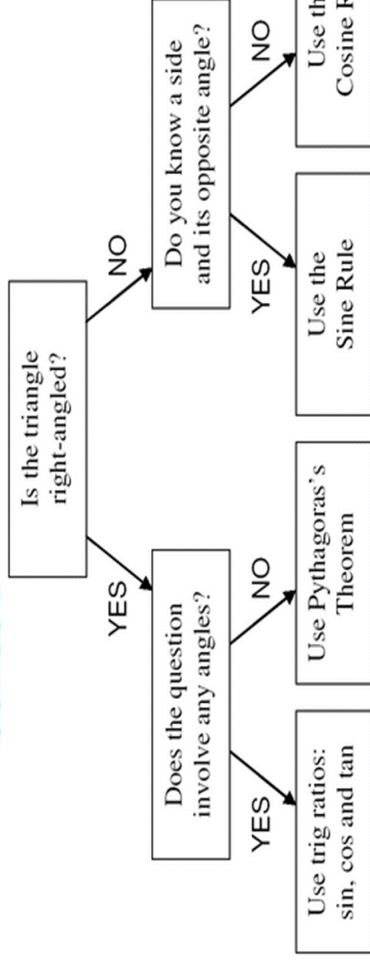 Is the triangle
right-angled?
YES
NO
Does the question
involve any angles?
Do you know a side
and its opposite angle?
YES
NO
YES
NO
Use trig ratios:
sin, cos and tan
Use Pythagoras's
Theorem
Use the
Sine Rule
Use
Cosine